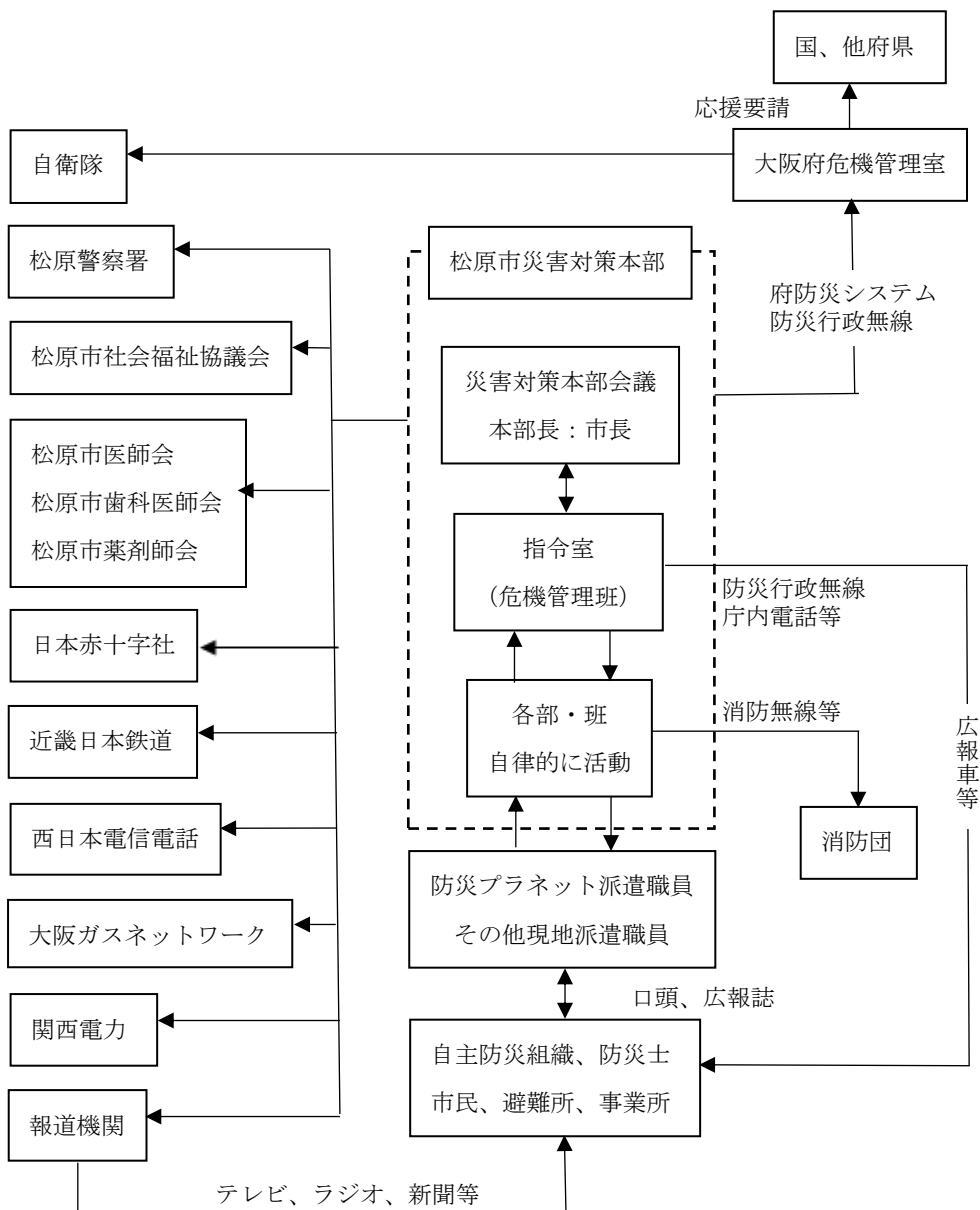 国、他府県
応援要請
自衛隊
大阪府危機管理室
松原警察署
松原市災害対策本部
府防災システム
防災行政無線
松原市社会福祉協議会
災害対策本部会議
本部長：市長
松原市医師会
松原市歯科医師会
松原市薬剤師会
指令室
（危機管理班）
防災行政無線
庁内電話等
日本赤十字社
各部・班
自律的に活動
消防無線等
広報車等
近畿日本鉄道
西日本電信電話
消防団
防災プラネット派遣職員
その他現地派遣職員
大阪ガスネットワーク
口頭、広報誌
関西電力
自主防災組織、防災士
市民、避難所、事業所
報道機関
テレビ、ラジオ、新聞等